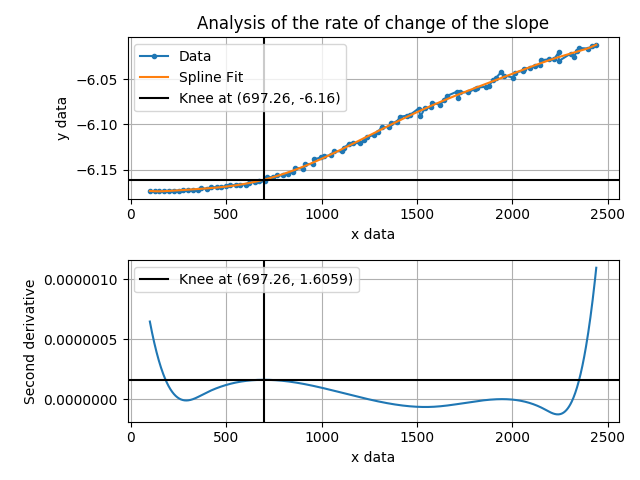 Analysis of the rate of change of the slope
Data
Spline Fit
Knee at (697.26, -6.16)
−6.05
−6.10
−6.15
y data
0
500
1000
1500
2000
2500
x data
Knee at (697.26, 1.6059)
0.0000010
0.0000005
0.0000000
Second derivative
0
500
1000
1500
2000
2500
x data